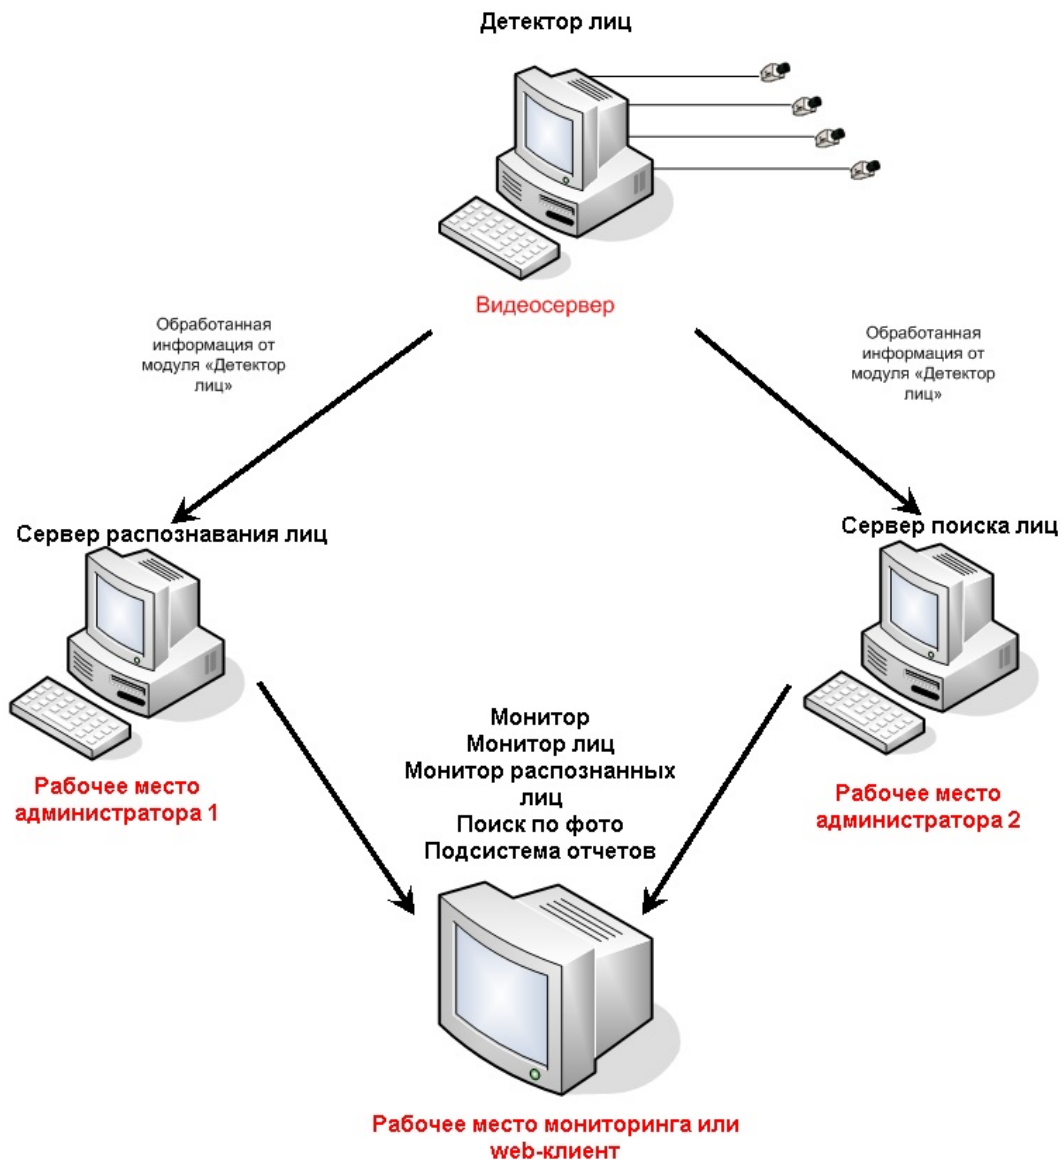 Детектор лиц
Видеосервер
Обработанная
информация от
модуля «Детектор
лиц»
Обработанная
информация от
модуля «Детектор
лиц»
Сервер распознавания лиц
Сервер поиска лиц
Рабочее место
администратора 1
Монитор
Монитор лиц
Монитор распознанных
лиц
Поиск по фото
Подсистема отчетов
Рабочее место
администратора 2
Рабочее место мониторинга или
web-клиент